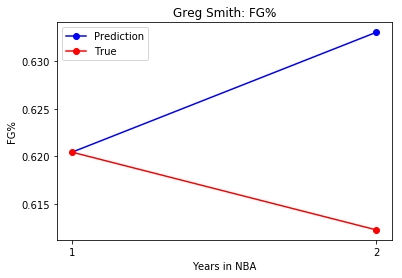 Greg Smith: FG%
Prediction
True
0.630
0.625
0.620
0.615
FG%
1
2
Years in NBA